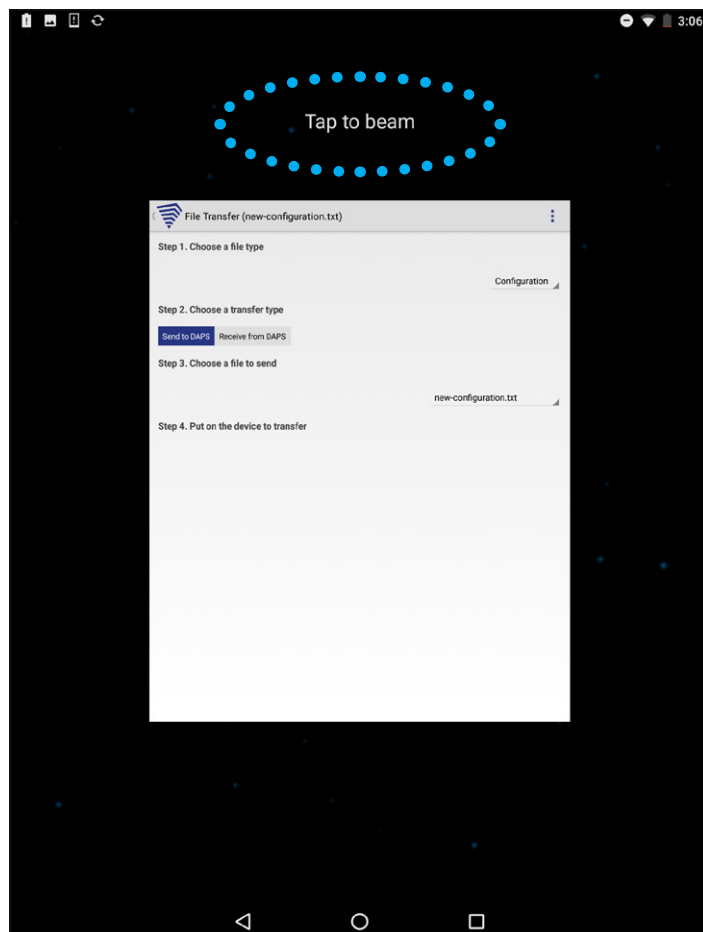 3:06
Tap to beam
File Transfer (new-configuration.txt)
Step 1. Choose a file type
Configuration
Step 2. Choose a transfer type
Send to DAPS Receive from DAPS
Step 3. Choose a file to send
new-configuration.txt
Step 4. Put on the device to transfer